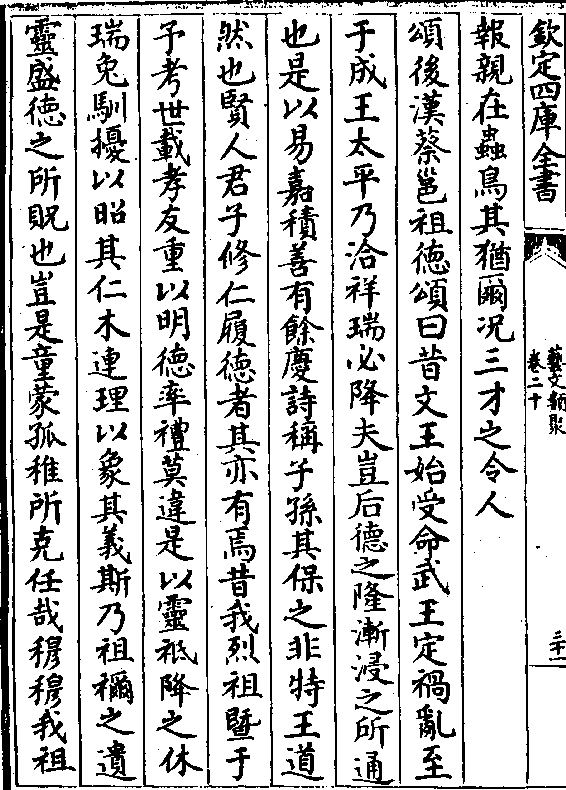 欽定四庫全書
藝文類聚
卷二十
三十一
報親在蟲鳥其猶爾况三才之令人
頌後漢蔡邕祖徳頌曰昔文王始受命武王定禍亂至
于成王太平乃洽祥瑞必降夫豈后德之隆漸浸之所通
也是以易嘉積善有餘慶詩稱子孫其保之非特王道
然也賢人君子修仁履德者其亦有焉昔我烈祖暨于
予考世載孝友重以明德率禮莫違是以靈祇降之休
瑞兔馴擾以昭其仁木連理以象其義斯乃祖禰之遺
靈盛徳之所貺也豈是童蒙孤稚所克任哉穆穆我祖